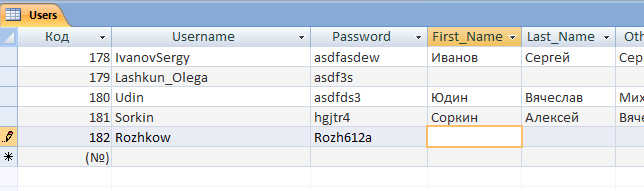 Users
Код Username Password First_Name Last_Name Oth
178 IvanovSergy asdfasdew Иванов Сергей Сер
179 Lashkun_Olega asdf3s
180 Udin asdfds3 Юдин Вячеслав Мих
181 Sorkin hgjtr4 Соркин Алексей Вяче
182 Rozhkow Rozh612a
(№)